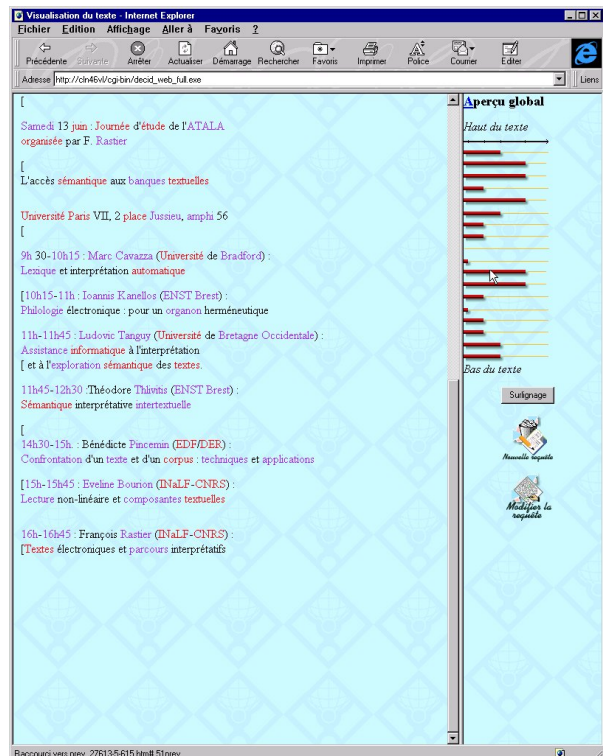 Visualisation du texte - Internet Explorer
Fichier Edition Affichage Aller à Favoris ?
Précédente Suivante Arrêter Actualiser Démarrage Rechercher Favoris Imprimer Police Courrier Editer
Adresse http://cln46vl/cgi-bin/decid_web_full.exe Liens
[
Samedi 13 juin : Journée d'étude de l'ATALA
organisée par F. Rastier
[
L'accès sémantique aux banques textuelles
Université Paris VII, 2 place Jussieu, amphi 56
[
9h 30-10h15 : Marc Cavazza (Université de Bradford) :
Lexique et interprétation automatique
[10h15-11h : Ioannis Kanellos (ENST Brest) :
Philologie électronique : pour un organon herméneutique
11h-11h45 : Ludovic Tanguy (Université de Bretagne Occidentale) :
Assistance informatique à l'interprétation
[ et à l'exploration sémantique des textes.
11h45-12h30 :Théodore Thlivitis (ENST Brest) :
Sémantique interprétative intertextuelle
[
14h30-15h. : Bénédicte Pincemin (EDF/DER) :
Confrontation d'un texte et d'un corpus : techniques et applications
[15h-15h45 : Eveline Bourion (INaLF-CNRS) :
Lecture non-linéaire et composantes textuelles
16h-16h45 : François Rastier (INaLF-CNRS) :
[Textes électroniques et parcours interprétatifs
Aperçu global
Haut du texte
Bas du texte
Surlignage
Nouvelle requête
Modifier la
requête
Raccourci vers prev_27613-5-615.htm#51prev